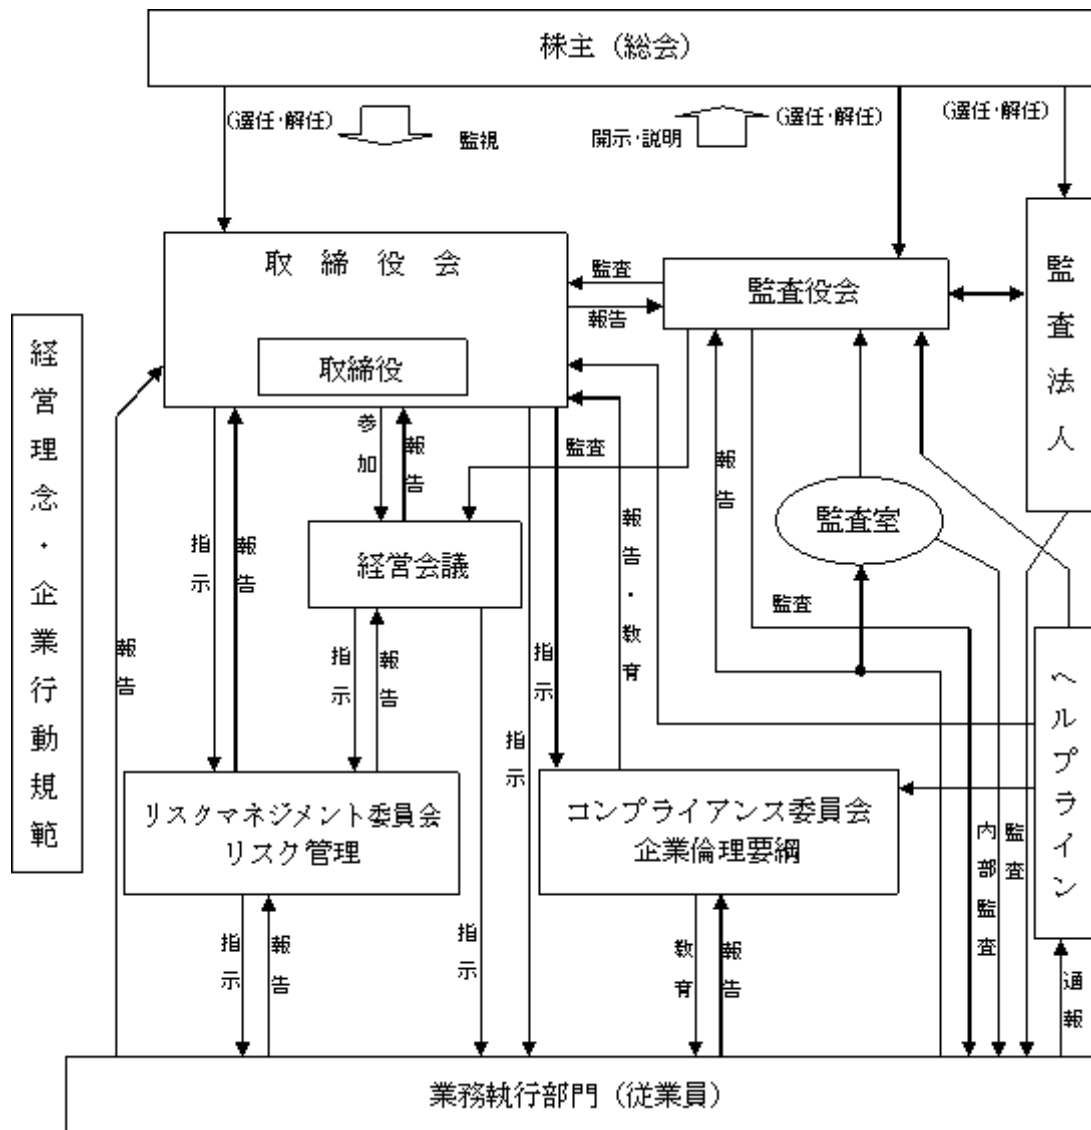 株主（総会）
(選任・解任)
監視
開示・説明
(選任・解任)
(選任・解任)
取締役会
取締役
監査
報告
監査役会
監査法人
経営理念・企業行動規範
参加
報告
監査
報告
監査室
指示
報告
経営会議
報告・教育
監査
報告
指示
報告
指示
指示
ヘルプライン
リスクマネジメント委員会
リスク管理
コンプライアンス委員会
企業倫理要綱
内部監査
監査
指示
報告
指示
教育
報告
通報
業務執行部門（従業員）